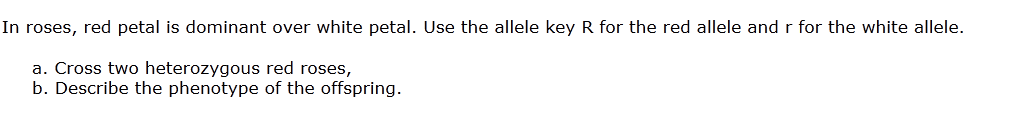 In roses, red petal is dominant over white petal. Use the allele key R for the red allele and r for the white allele.
a. Cross two heterozygous red roses,
b. Describe the phenotype of the offspring.